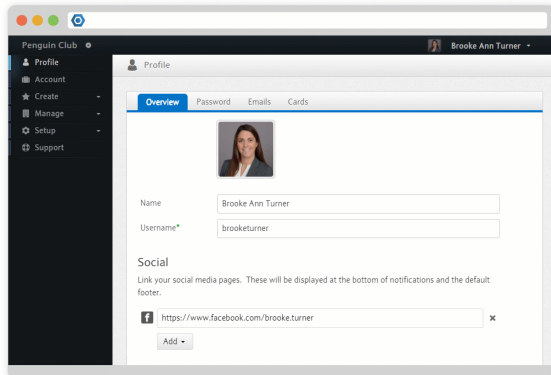 Penguin Club
Brooke Ann Turner
Profile
Account
Create
Manage
Setup
Support
Profile
Overview Password Emails Cards
Name Brooke Ann Turner
Username* brooketurner
Social
Link your social media pages. These will be displayed at the bottom of notifications and the default
footer.
https://www.facebook.com/brooke.turner
Add